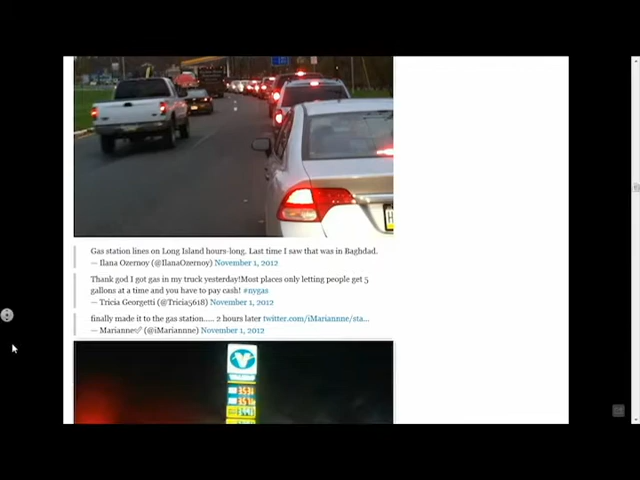 Gas station lines on Long Island hours-long. Last time I saw that was in Baghdad.
— Ilana Ozernoy (@IlanaOzernoy) November 1, 2012
Thank god I got gas in my truck yesterday!Most places only letting people get 5
gallons at a time and you have to pay cash! #nygas
— Tricia Georgetti (@Tricia5618) November 1, 2012
finally made it to the gas station..... 2 hours later twitter.com/iMariannne/sta...
— Marianne (@iMariannne) November 1, 2012